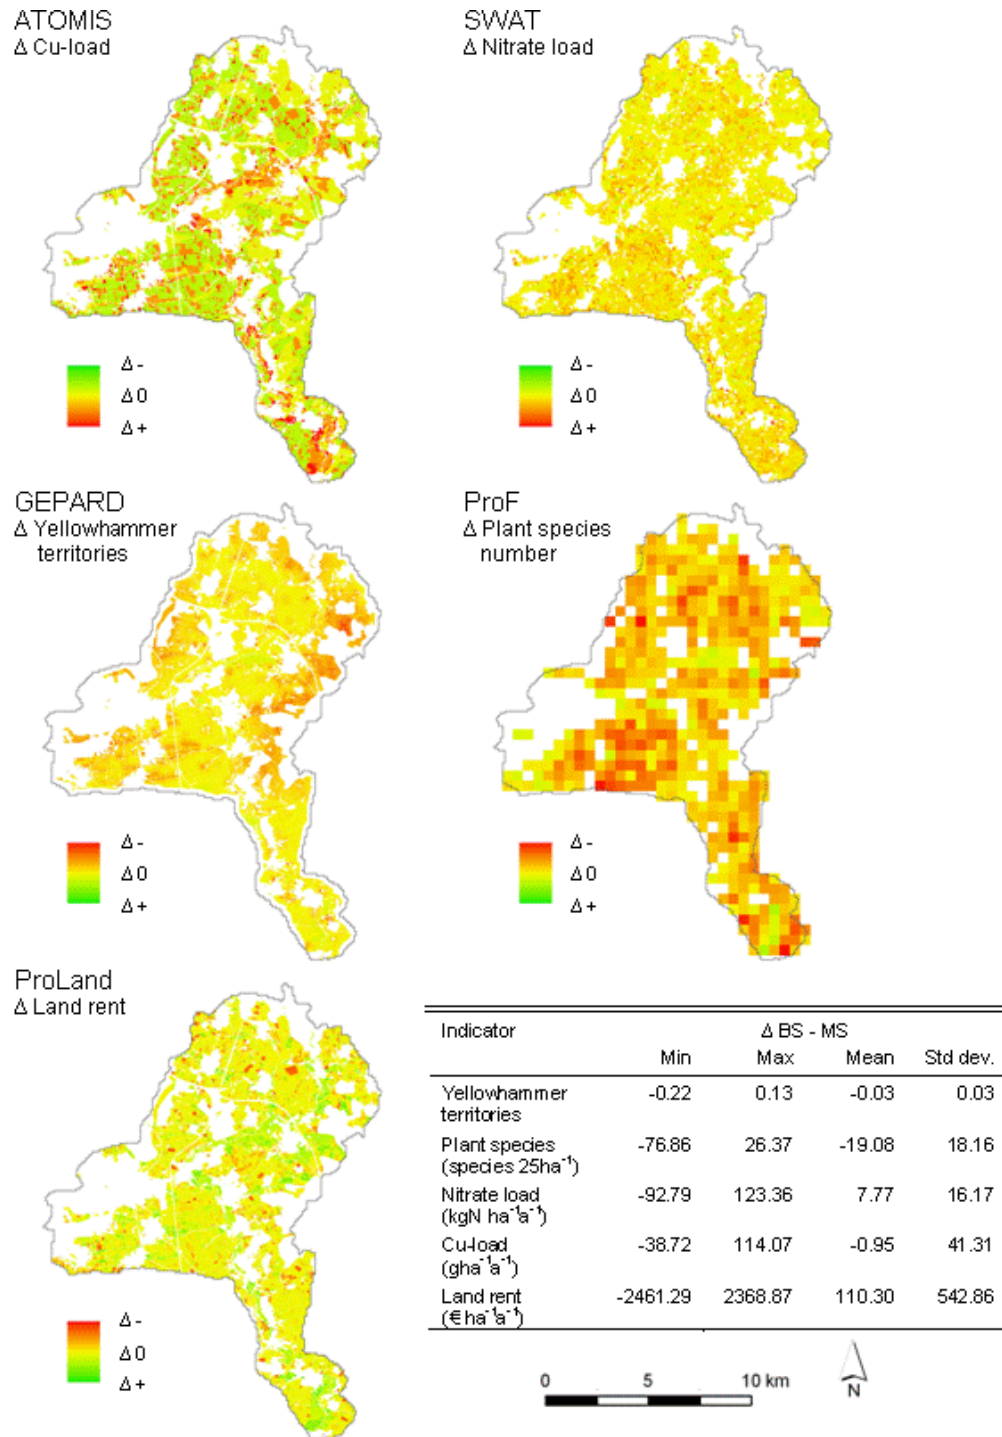 ATOMIS
Δ Cu-load
Δ -
Δ 0
Δ +
SWAT
Δ Nitrate load
Δ -
Δ 0
Δ +
GEPARD
Δ Yellowhammer
territories
Δ -
Δ 0
Δ +
ProF
Δ Plant species
number
Δ -
Δ 0
Δ +
ProLand
Δ Land rent
Δ -
Δ 0
Δ +
Indicator Δ BS - MS
Min Max Mean Std dev.
Yellowhammer -0.22 0.13 -0.03 0.03
territories
Plant species -76.86 26.37 -19.08 18.16
(species 25ha⁻¹)
Nitrate load -92.79 123.36 7.77 16.17
(kgN ha⁻¹a⁻¹)
Cu-load -38.72 114.07 -0.95 41.31
(gha⁻¹a⁻¹)
Land rent -2461.29 2368.87 110.30 542.86
(€ha⁻¹a⁻¹)
0 5 10 km
N